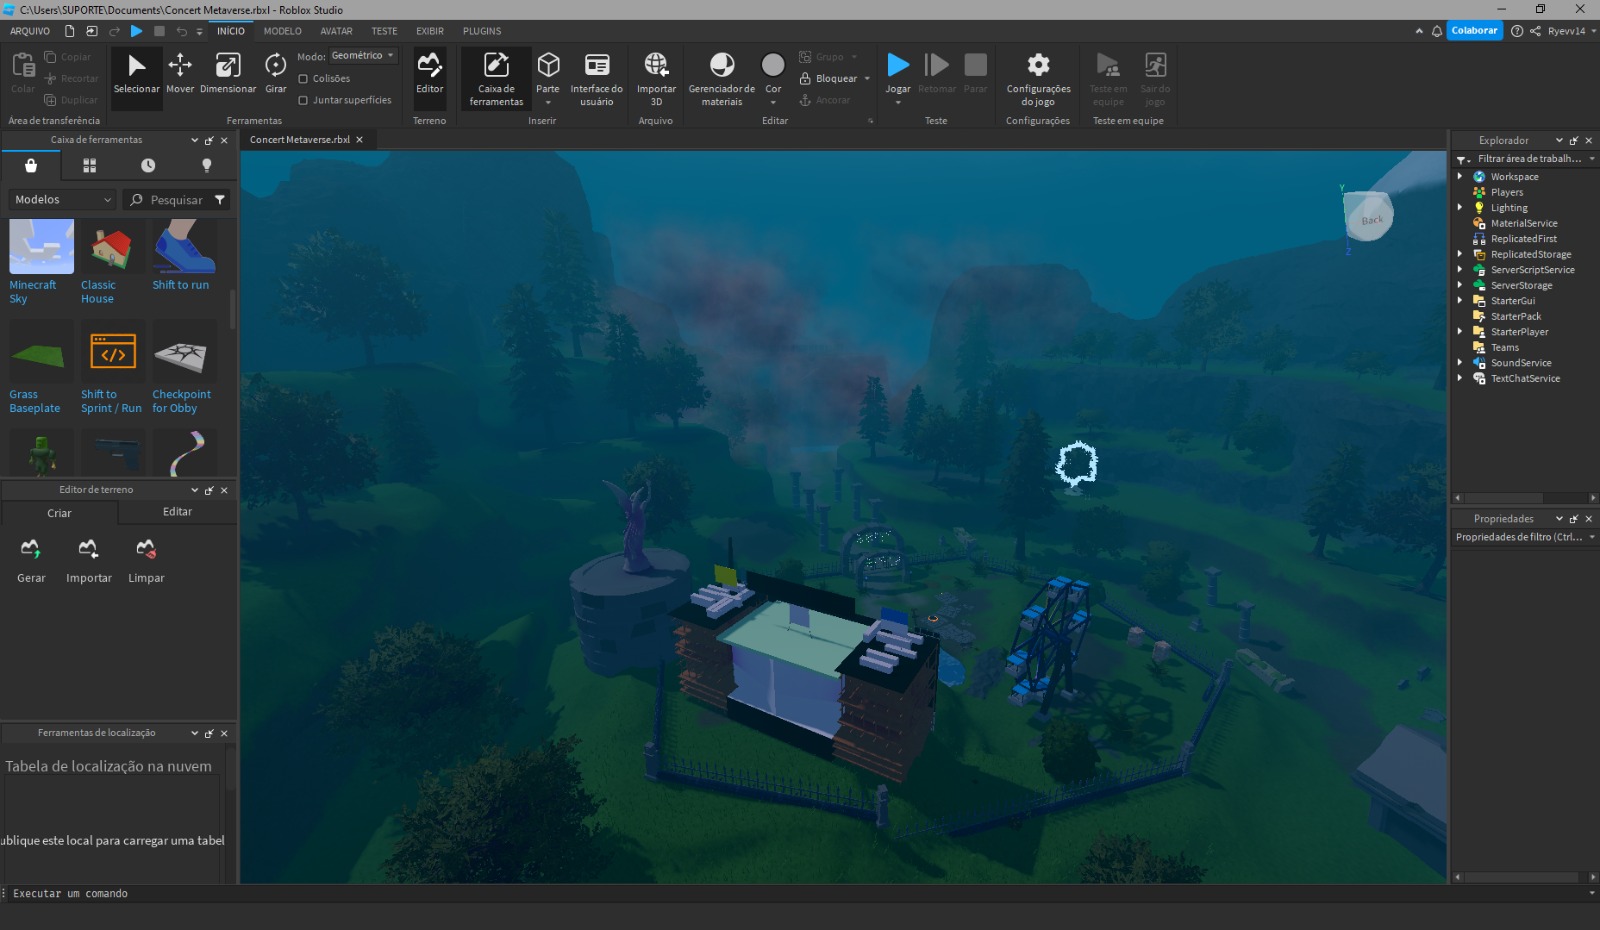 C:\Users\SUPORTE\Documents\Concert Metaverse.rbxl - Roblox Studio
ARQUIVO INÍCIO MODELO AVATAR TESTE EXIBIR PLUGINS Colaborar Ryevv14
Colar
Copiar
Recortar
Duplicar
Área de transferência
Selecionar
Mover
Dimensionar
Girar
Modo: Geométrico
Colisões
Juntar superfícies
Ferramentas
Editor
Terreno
Caixa de
ferramentas
Parte
Interface do
usuário
Inserir
Importar
3D
Arquivo
Gerenciador de
materiais
Cor
Grupo
Bloquear
Ancorar
Editar
Jogar
Retomar
Parar
Teste
Configurações
do jogo
Configurações
Teste em
equipe
Sair do
jogo
Teste em equipe
Caixa de ferramentas
Modelos Pesquisar
Minecraft
Sky
Classic
House
Shift to run
Grass
Baseplate
Shift to
Sprint / Run
Checkpoint
for Obby
Editor de terreno
Criar Editar
Gerar Importar Limpar
Ferramentas de localização
Tabela de localização na nuvem
ublique este local para carregar uma tabel
Concert Metaverse.rbxl
Y
Back
Z
Explorador
Filtrar área de trabalh...
Workspace
Players
Lighting
MaterialService
ReplicatedFirst
ReplicatedStorage
ServerScriptService
ServerStorage
StarterGui
StarterPack
StarterPlayer
Teams
SoundService
TextChatService
Propriedades
Propriedades de filtro (Ctrl...
Executar um comando